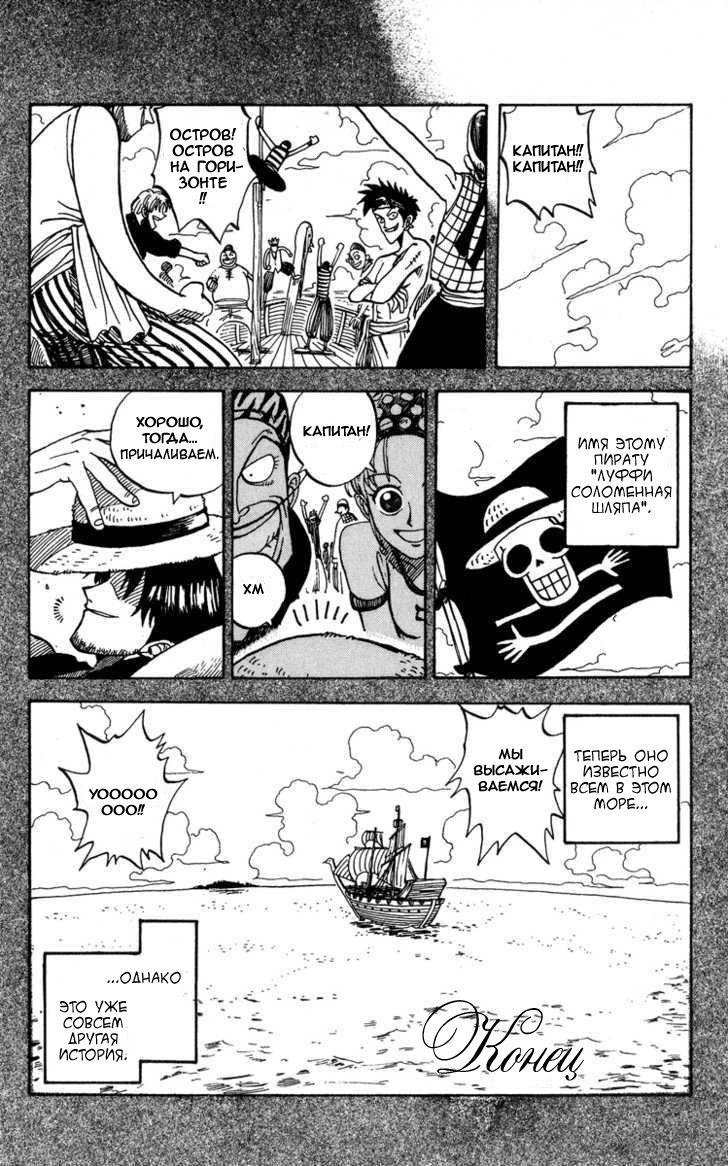 КАПИТАН!!
КАПИТАН!!
ОСТРОВ!
ОСТРОВ
НА ГОРИ-
ЗОНТЕ
!!
ИМЯ ЭТОМУ
ПИРАТУ
"ЛУФФИ
СОЛОМЕННАЯ
ШЛЯПА".
КАПИТАН!
ХМ
ХОРОШО,
ТОГДА...
ПРИЧАЛИВАЕМ.
ТЕПЕРЬ ОНО
ИЗВЕСТНО
ВСЕМ В ЭТОМ
МОРЕ...
МЫ
ВЫСАЖИ-
ВАЕМСЯ!
УООООО
ООО!!
...ОДНАКО
ЭТО УЖЕ
СОВСЕМ
ДРУГАЯ
ИСТОРИЯ.
Конец